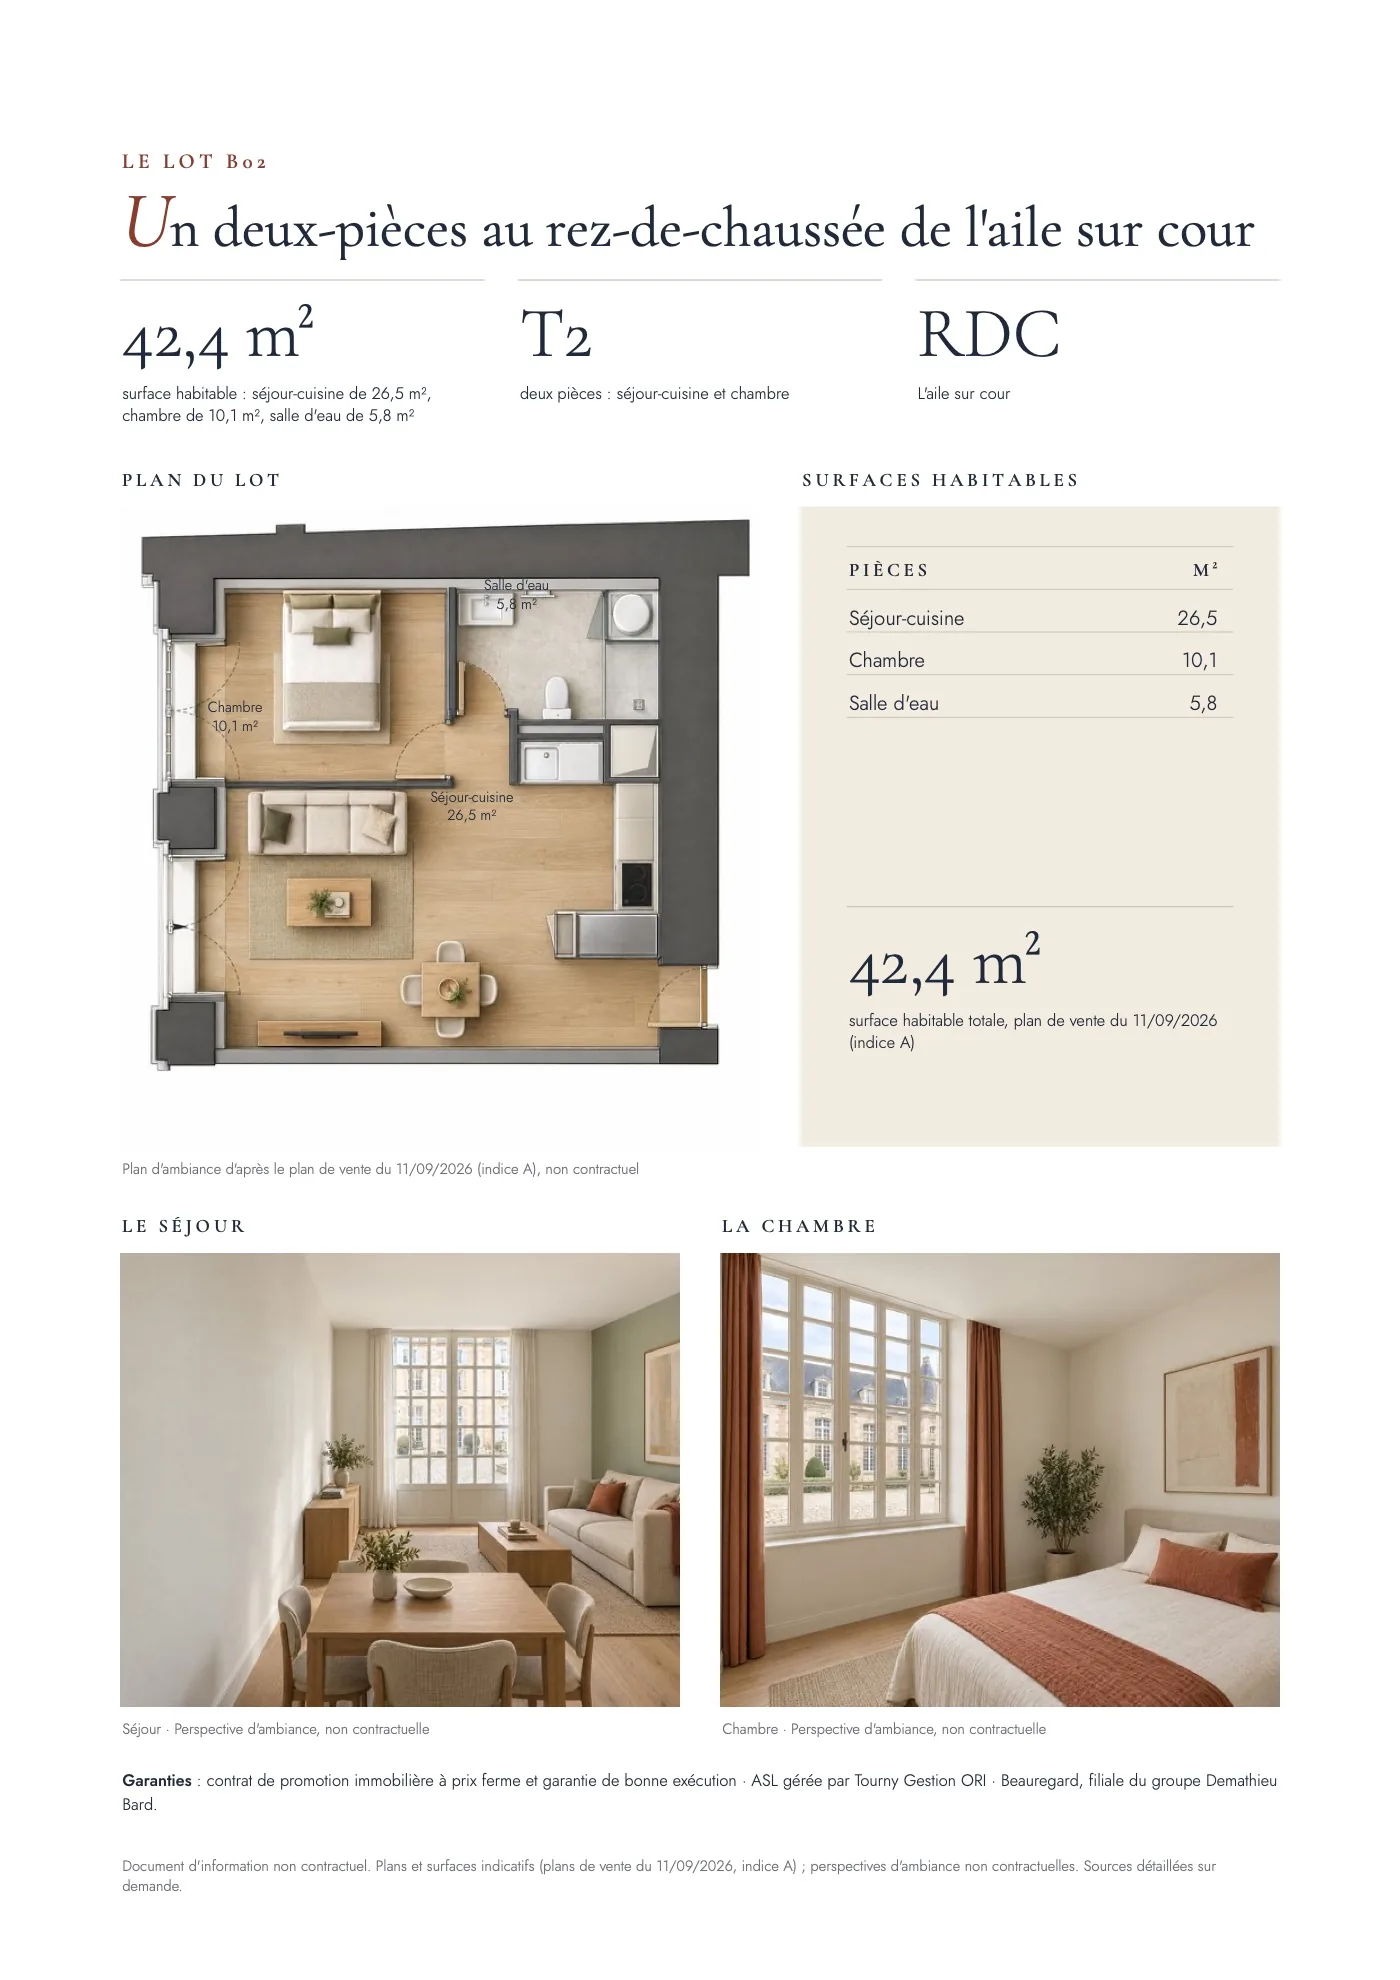 LE LOT B02
Un deux-pièces au rez-de-chaussée de l'aile sur cour
42,4 m²
surface habitable : séjour-cuisine de 26,5 m²,
chambre de 10,1 m², salle d'eau de 5,8 m²
T2
deux pièces : séjour-cuisine et chambre
RDC
L'aile sur cour
PLAN DU LOT
Salle d'eau
5,8 m²
Chambre
10,1 m²
Séjour-cuisine
26,5 m²
Plan d'ambiance d'après le plan de vente du 11/09/2026 (indice A), non contractuel
SURFACES HABITABLES
PIÈCES M²
Séjour-cuisine 26,5
Chambre 10,1
Salle d'eau 5,8
42,4 m²
surface habitable totale, plan de vente du 11/09/2026
(indice A)
LE SÉJOUR
Séjour · Perspective d'ambiance, non contractuelle
LA CHAMBRE
Chambre · Perspective d'ambiance, non contractuelle
Garanties : contrat de promotion immobilière à prix ferme et garantie de bonne exécution · ASL gérée par Tourny Gestion ORI · Beauregard, filiale du groupe Demathieu
Bard.
Document d'information non contractuel. Plans et surfaces indicatifs (plans de vente du 11/09/2026, indice A) ; perspectives d'ambiance non contractuelles. Sources détaillées sur
demande.